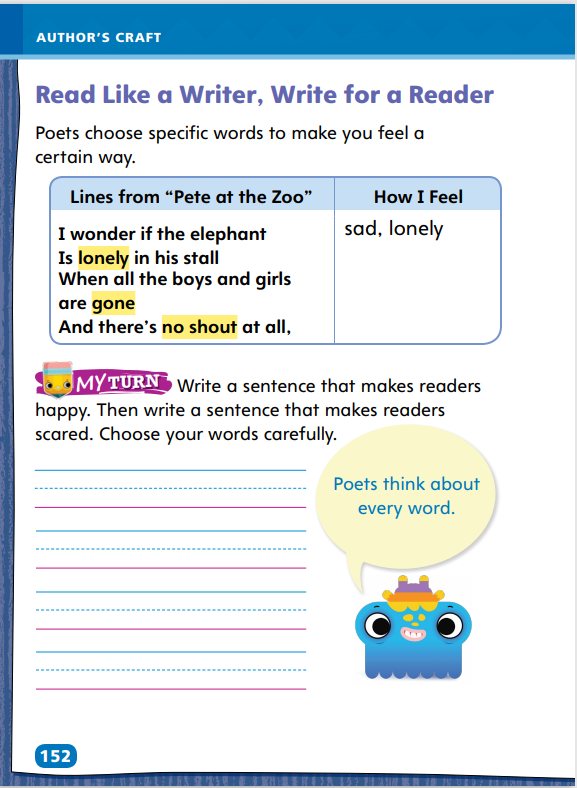 AUTHOR'S CRAFT
Read Like a Writer, Write for a Reader
Poets choose specific words to make you feel a
certain way.
Lines from “Pete at the Zoo”
How I Feel
I wonder if the elephant
Is lonely in his stall
When all the boys and girls
are gone
And there's no shout at all,
sad, lonely
MY TURN Write a sentence that makes readers
happy. Then write a sentence that makes readers
scared. Choose your words carefully.
Poets think about
every word.
152